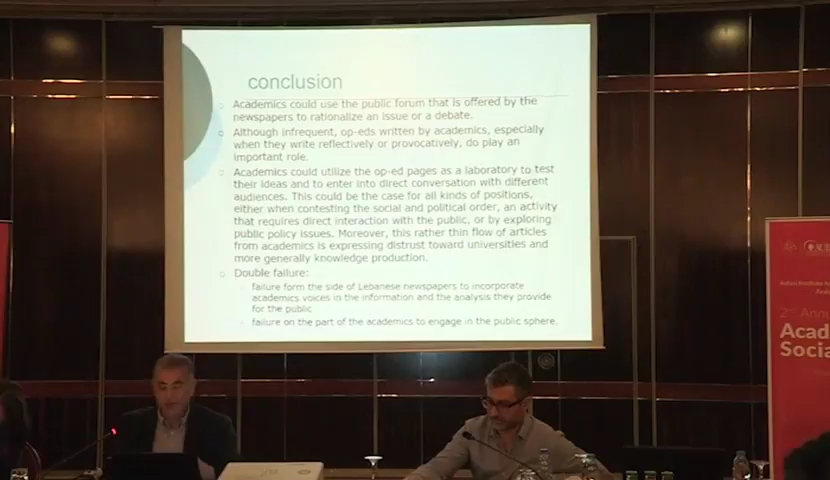 conclusion
Academics could use the public forum that is offered by the
newspapers to rationalize an issue or a debate.
Although infrequent, op-eds written by academics, especially
when they write reflectively or provocatively, do play an
important role.
Academics could utilize the op-ed pages as a laboratory to test
their ideas and to enter into direct conversation with different
audiences. This could be the case for all kinds of positions,
either when contesting the social and political order, an activity
that requires direct interaction with the public, or by exploring
public policy issues. Moreover, this rather thin flow of articles
from academics is expressing distrust toward universities and
more generally knowledge production.
Double failure:
failure form the side of Lebanese newspapers to incorporate
academics voices in the information and the analysis they provide
for the public
failure on the part of the academics to engage in the public sphere.
Institute
2nd Annu
Acad
Socia